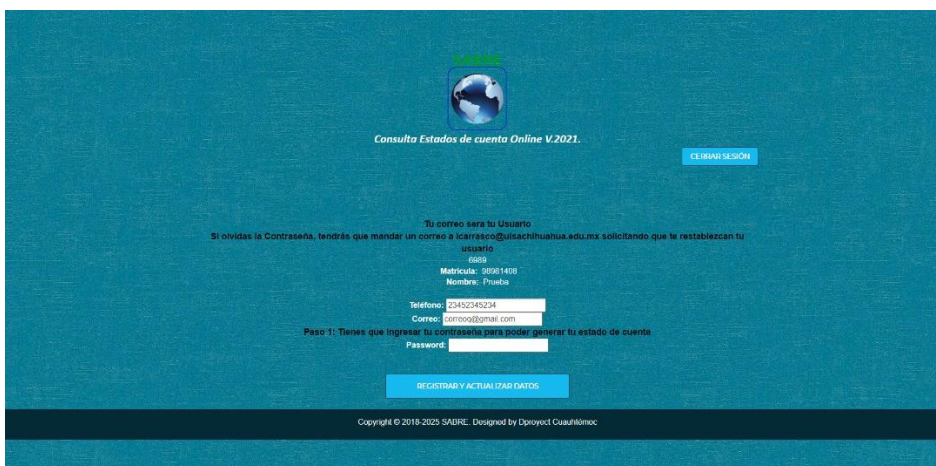 SABRE
Consulta Estados de cuenta Online V.2021.
CERRAR SESIÓN
Tu correo sera tu Usuario
Si olvidas la Contraseña, tendrás que mandar un correo a lcarrasco@ulsachihuahua.edu.mx solicitando que te restablezcan tu
usuario
6989
Matricula: 98981408
Nombre: Prueba
Teléfono: 23452345234
Correo: correoq@gmail.com
Paso 1: Tienes que ingresar tu contraseña para poder generar tu estado de cuenta
Password:
REGISTRAR Y ACTUALIZAR DATOS
Copyright © 2018-2025 SABRE. Designed by Dproyect Cuauhtémoc